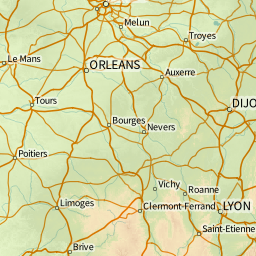 Melun
Troyes
Le Mans
ORLEANS
Auxerre
Tours
DIJO
Bourges
Nevers
Poitiers
Vichy
Roanne
Limoges
Clermont-Ferrand
LYON
Saint-Etienne
Brive